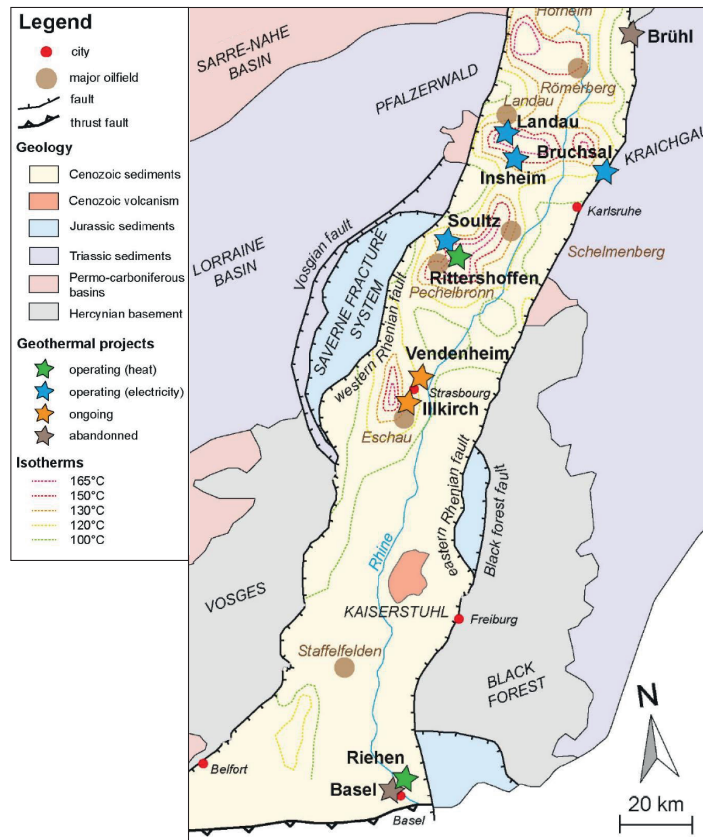 Legend
city
major oilfield
fault
thrust fault
Geology
Cenozoic sediments
Cenozoic volcanism
Jurassic sediments
Triassic sediments
Permo-carboniferous
basins
Hercynian basement
Geothermal projects
operating (heat)
operating (electricity)
ongoing
abandonned
Isotherms
165°C
150°C
130°C
120°C
100°C
Hofheim
Brühl
SARRE-NAHE
BASIN
PFALZERWALD
Römerberg
Landau
Landau
Bruchsal
KRAICHGAU
Insheim
Karlsruhe
Soultz
Schelmenberg
LORRAINE
BASIN
Vosgian fault
SAVERNE FRACTURE
SYSTEM
western Rhenian fault
Rittershoffen
Pechelbronn
Vendenheim
Strasbourg
Illkirch
Eschau
eastern Rhenian fault
Black forest fault
Rhine
VOSGES
KAISERSTUHL
Freiburg
Staffelfelden
BLACK
FOREST
N
Riehen
Belfort
Basel
Basel
20 km